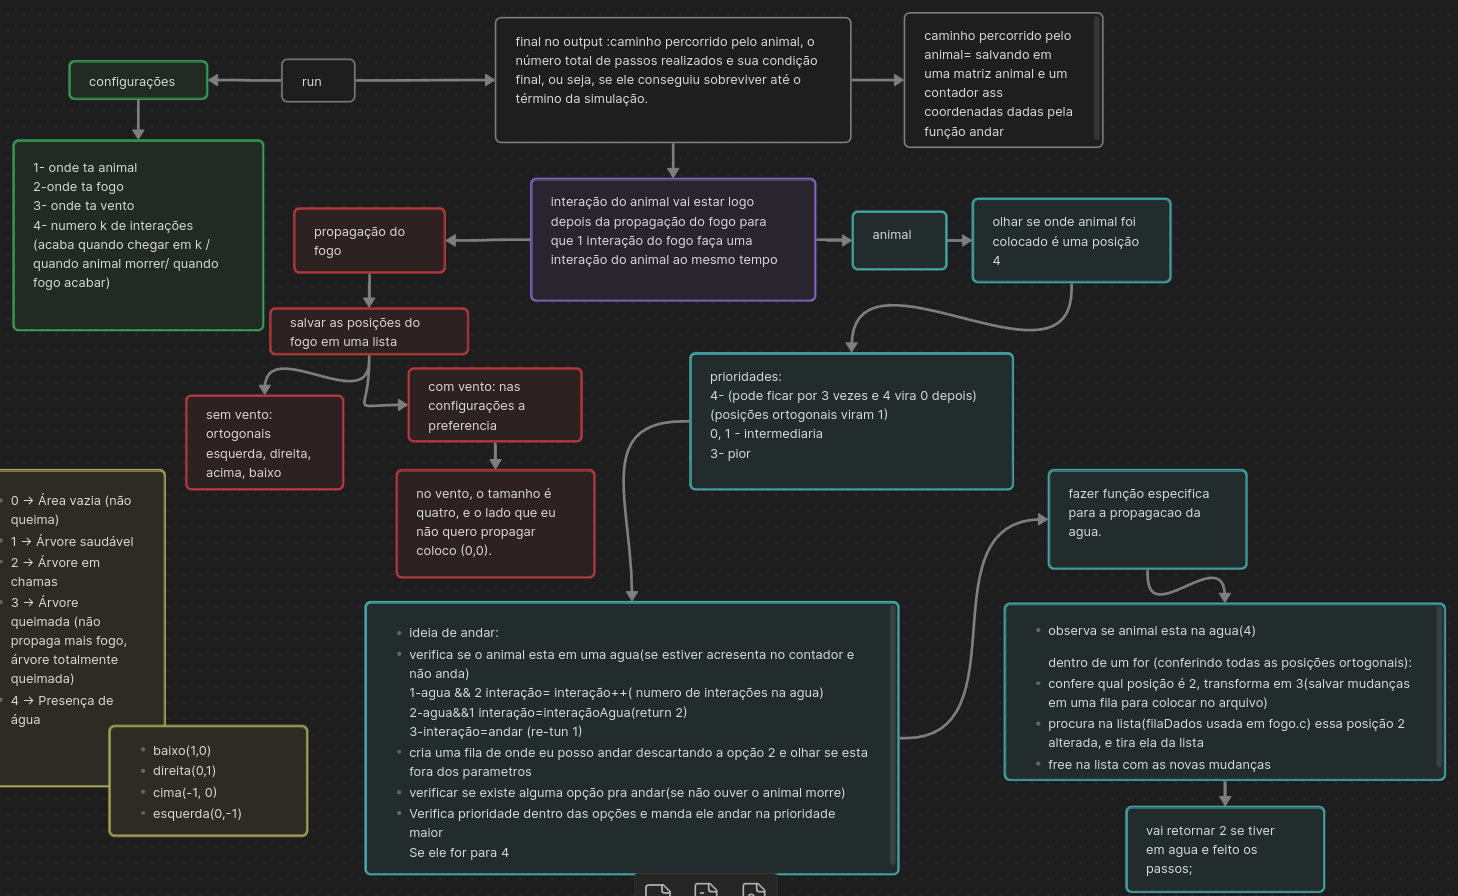 configurações
run
final no output :caminho percorrido pelo animal, o
número total de passos realizados e sua condição
final, ou seja, se ele conseguiu sobreviver até o
término da simulação.
caminho percorrido pelo
animal= salvando em
uma matriz animal e um
contador ass
coordenadas dadas pela
função andar
1- onde ta animal
2-onde ta fogo
3- onde ta vento
4- numero k de interações
(acaba quando chegar em k /
quando animal morrer/ quando
fogo acabar)
propagação do
fogo
interação do animal vai estar logo
depois da propagação do fogo para
que 1 interação do fogo faça uma
interação do animal ao mesmo tempo
animal
olhar se onde animal foi
colocado é uma posição
4
salvar as posições do
fogo em uma lista
sem vento:
ortogonais
esquerda, direita,
acima, baixo
com vento: nas
configurações a
preferencia
no vento, o tamanho é
quatro, e o lado que eu
não quero propagar
coloco (0,0).
prioridades:
4- (pode ficar por 3 vezes e 4 vira 0 depois)
(posições ortogonais viram 1)
0, 1 - intermediaria
3- pior
0 → Área vazia (não
queima)
1 → Árvore saudável
2 → Árvore em
chamas
3 → Árvore
queimada (não
propaga mais fogo,
árvore totalmente
queimada)
4 → Presença de
água
baixo(1,0)
direita(0,1)
cima(-1, 0)
esquerda(0,-1)
ideia de andar:
verifica se o animal esta em uma agua(se estiver acresenta no contador e
não anda)
1-agua && 2 interação= interação++( numero de interações na agua)
2-agua&&1 interação=interaçãoAgua(return 2)
3-interação=andar (re-tun 1)
cria uma fila de onde eu posso andar descartando a opção 2 e olhar se esta
fora dos parametros
verificar se existe alguma opção pra andar(se não ouver o animal morre)
Verifica prioridade dentro das opções e manda ele andar na prioridade
maior
Se ele for para 4
fazer função especifica
para a propagacao da
agua.
observa se animal esta na agua(4)
dentro de um for (conferindo todas as posições ortogonais):
confere qual posição é 2, transforma em 3(salvar mudanças
em uma fila para colocar no arquivo)
procura na lista(filaDados usada em fogo.c) essa posição 2
alterada, e tira ela da lista
free na lista com as novas mudanças
vai retornar 2 se tiver
em agua e feito os
passos;